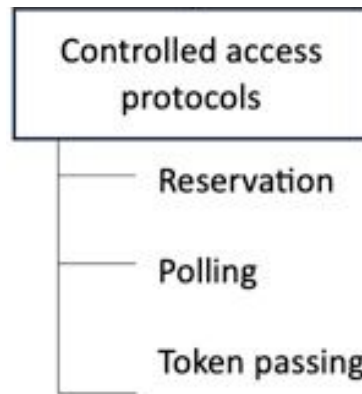 Controlled access
protocols
Reservation
Polling
Token passing